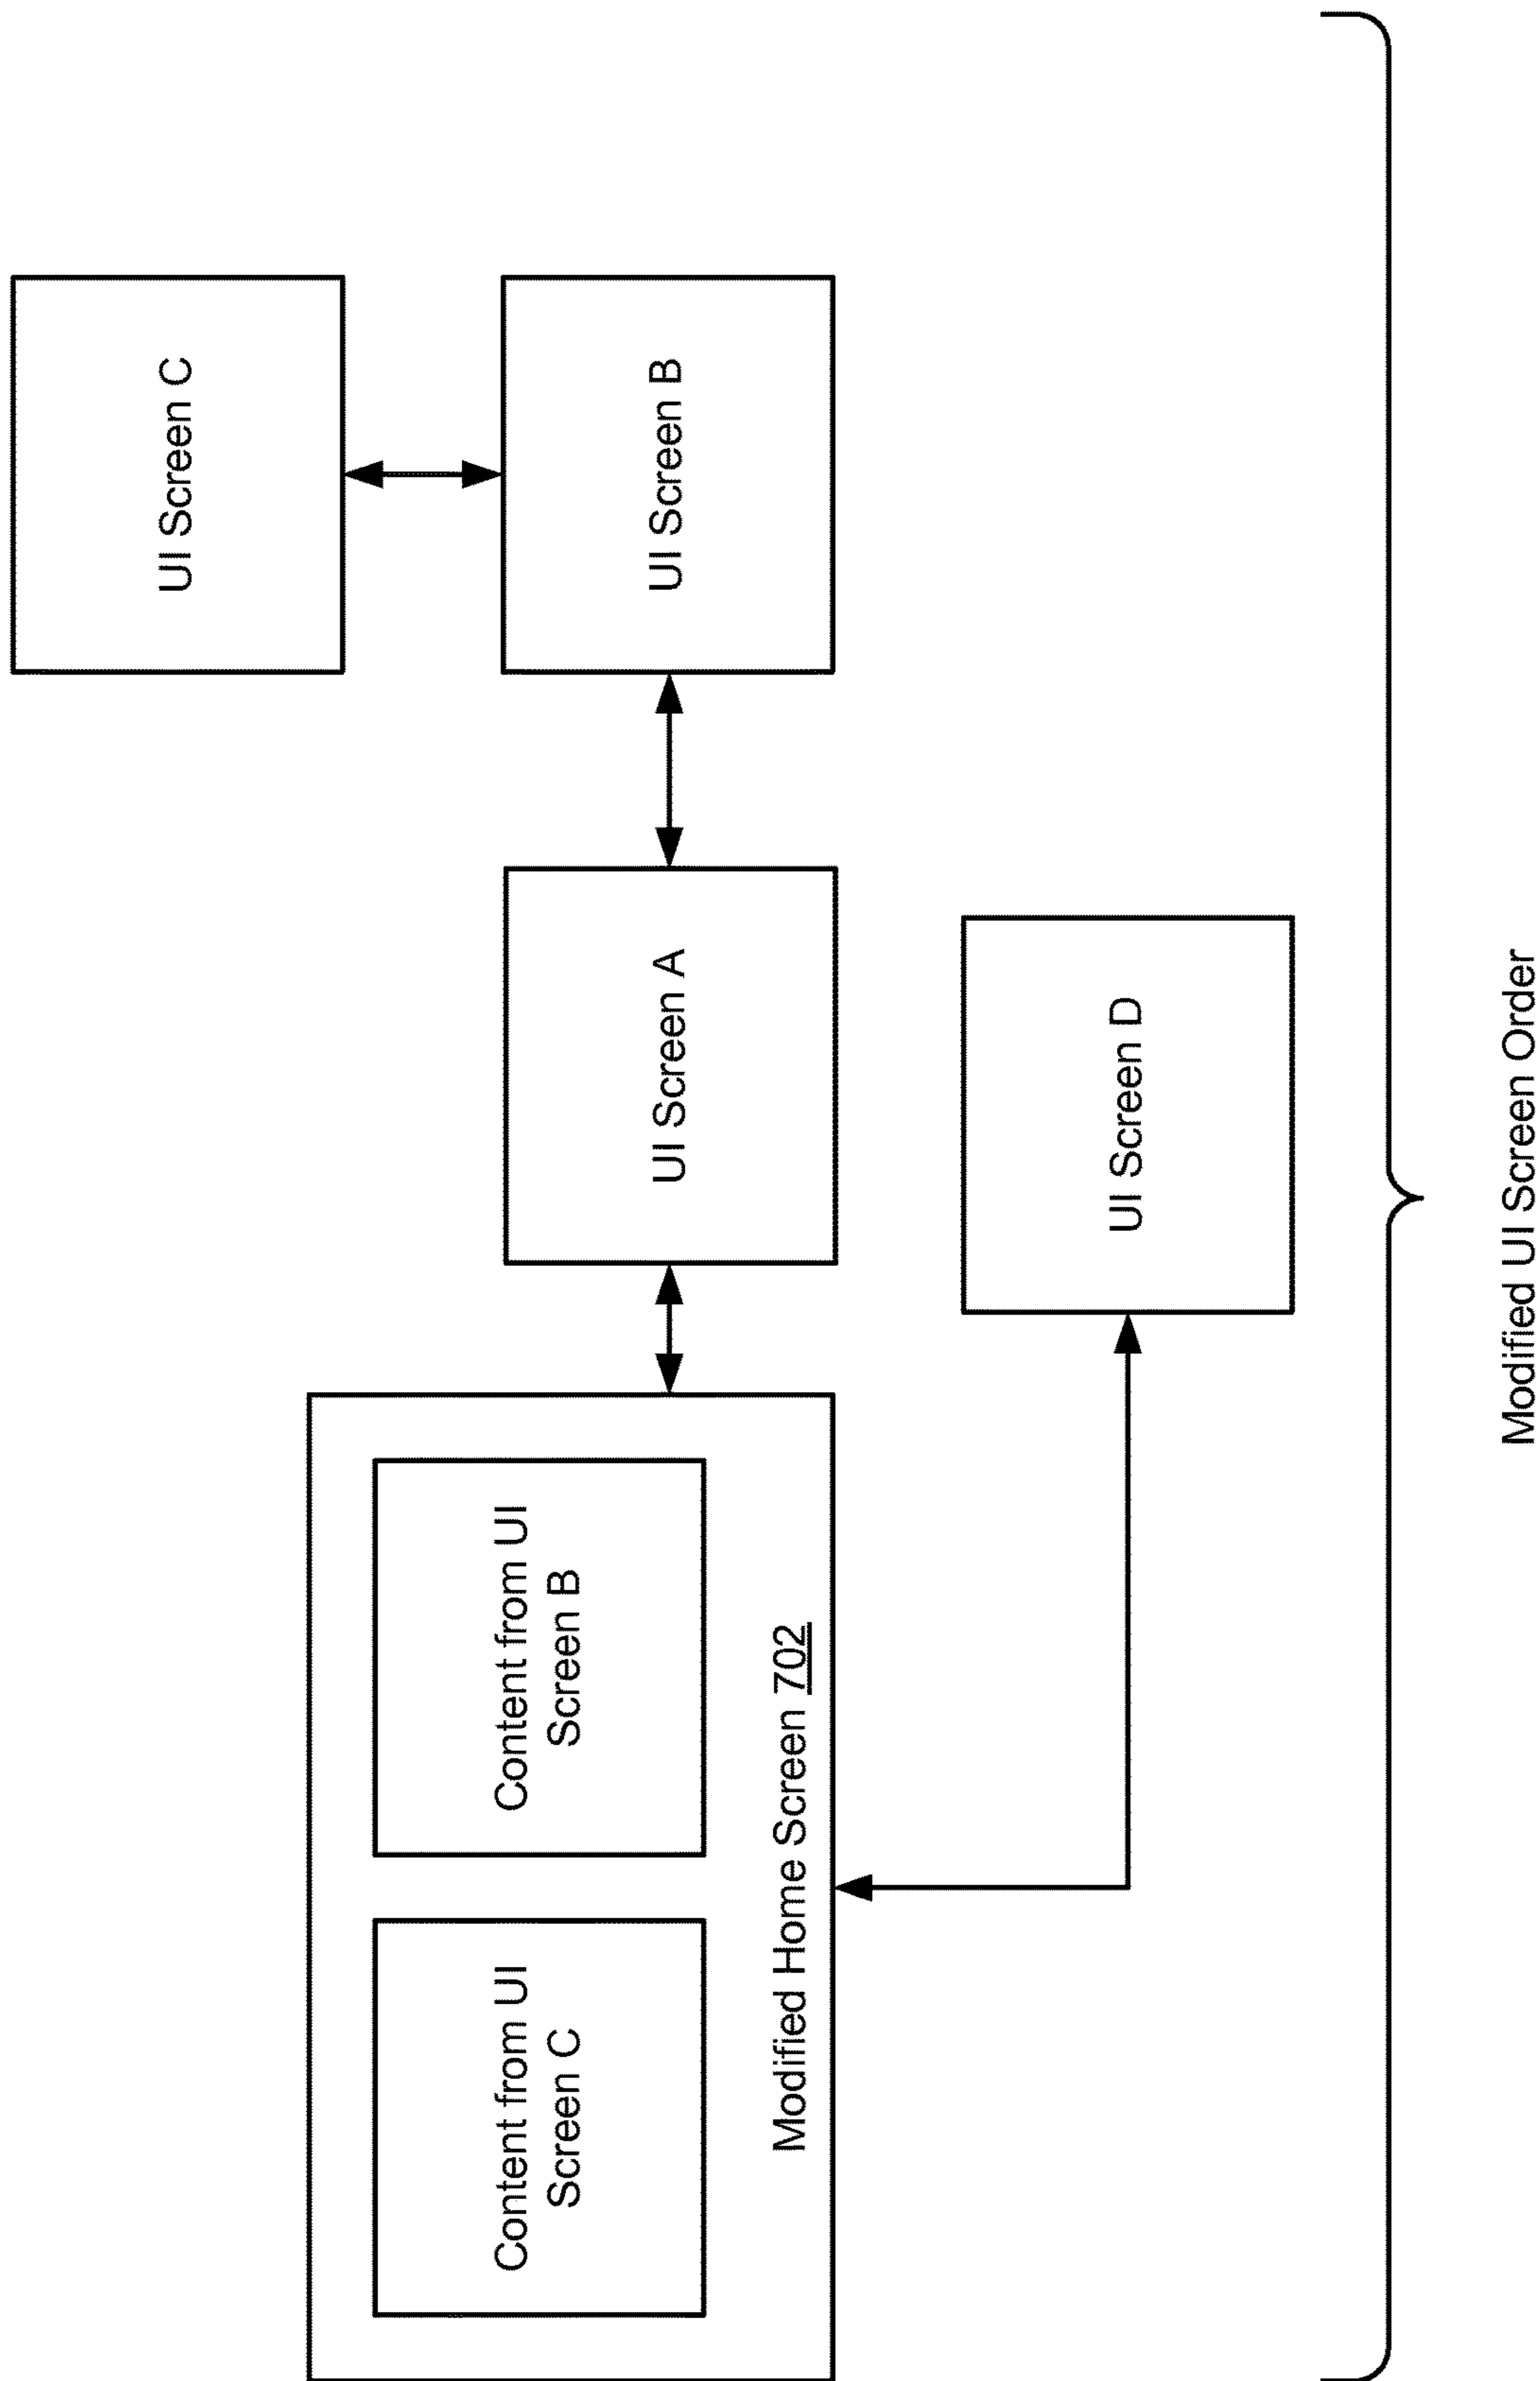 UI Screen C
Content from UI
Screen C
Content from UI
Screen B
Modified Home Screen 702
UI Screen A
UI Screen B
UI Screen D
Modified UI Screen Order